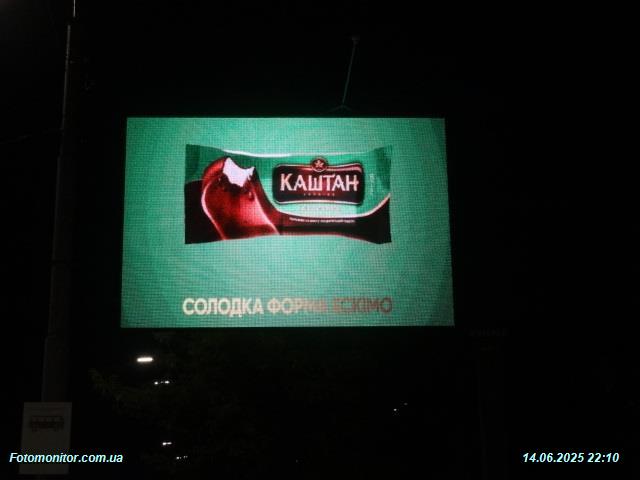 КАШТАН
СОЛОДКА ФОРМА ЕСКІМО
Fotomonitor.com.ua
14.06.2025 22:10